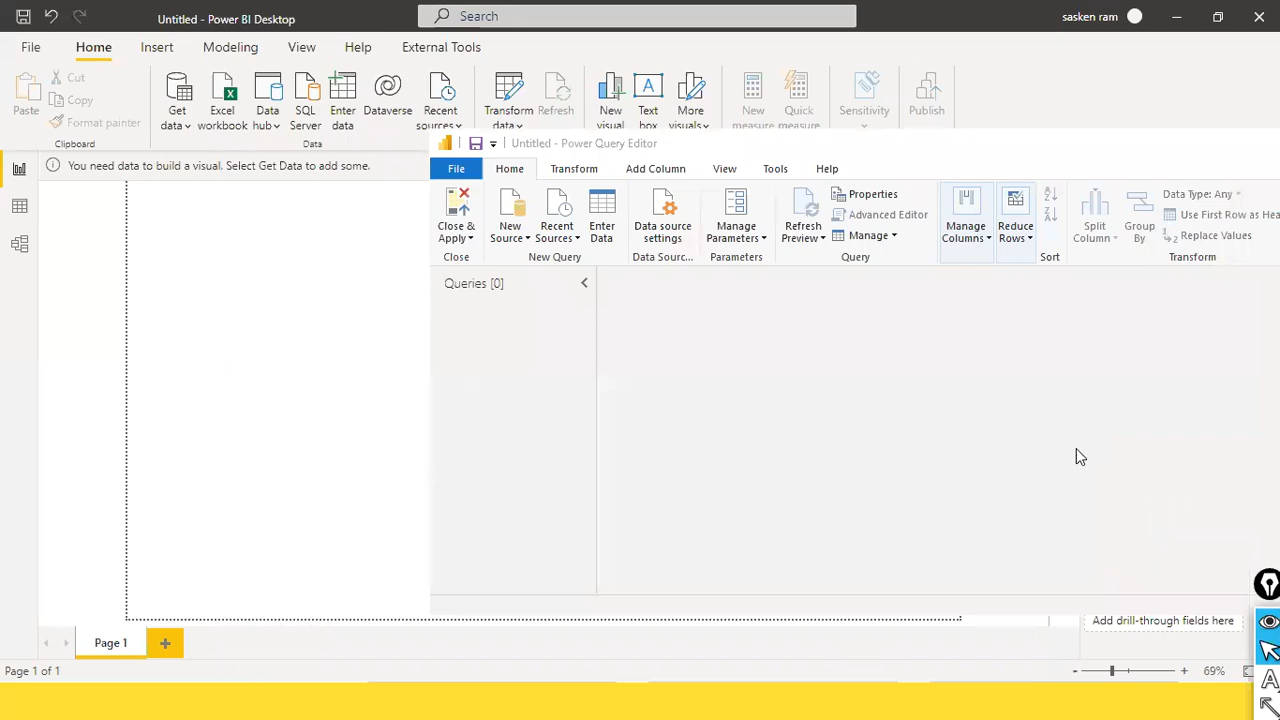 Untitled - Power BI Desktop
Search
sasken ram
File Home Insert Modeling View Help External Tools
Paste
Cut
Copy
Format painter
Clipboard
Get data
Excel workbook
Data hub
SQL Server
Enter data
Dataverse
Recent sources
Data
Transform data
Refresh
New visual
Text box
More visuals
New measure
Quick measure
Sensitivity
Publish
You need data to build a visual. Select Get Data to add some.
Untitled - Power Query Editor
File Home Transform Add Column View Tools Help
Close & Apply
Close
New Source
Recent Sources
Enter Data
New Query
Data source settings
Data Sourc...
Manage Parameters
Parameters
Refresh Preview
Properties
Advanced Editor
Manage
Query
Manage Columns
Reduce Rows
Sort
Split Column
Group By
Data Type: Any
Use First Row as Hea
Replace Values
Transform
Queries [0]
Add drill-through fields here
Page 1
Page 1 of 1
- + 69%